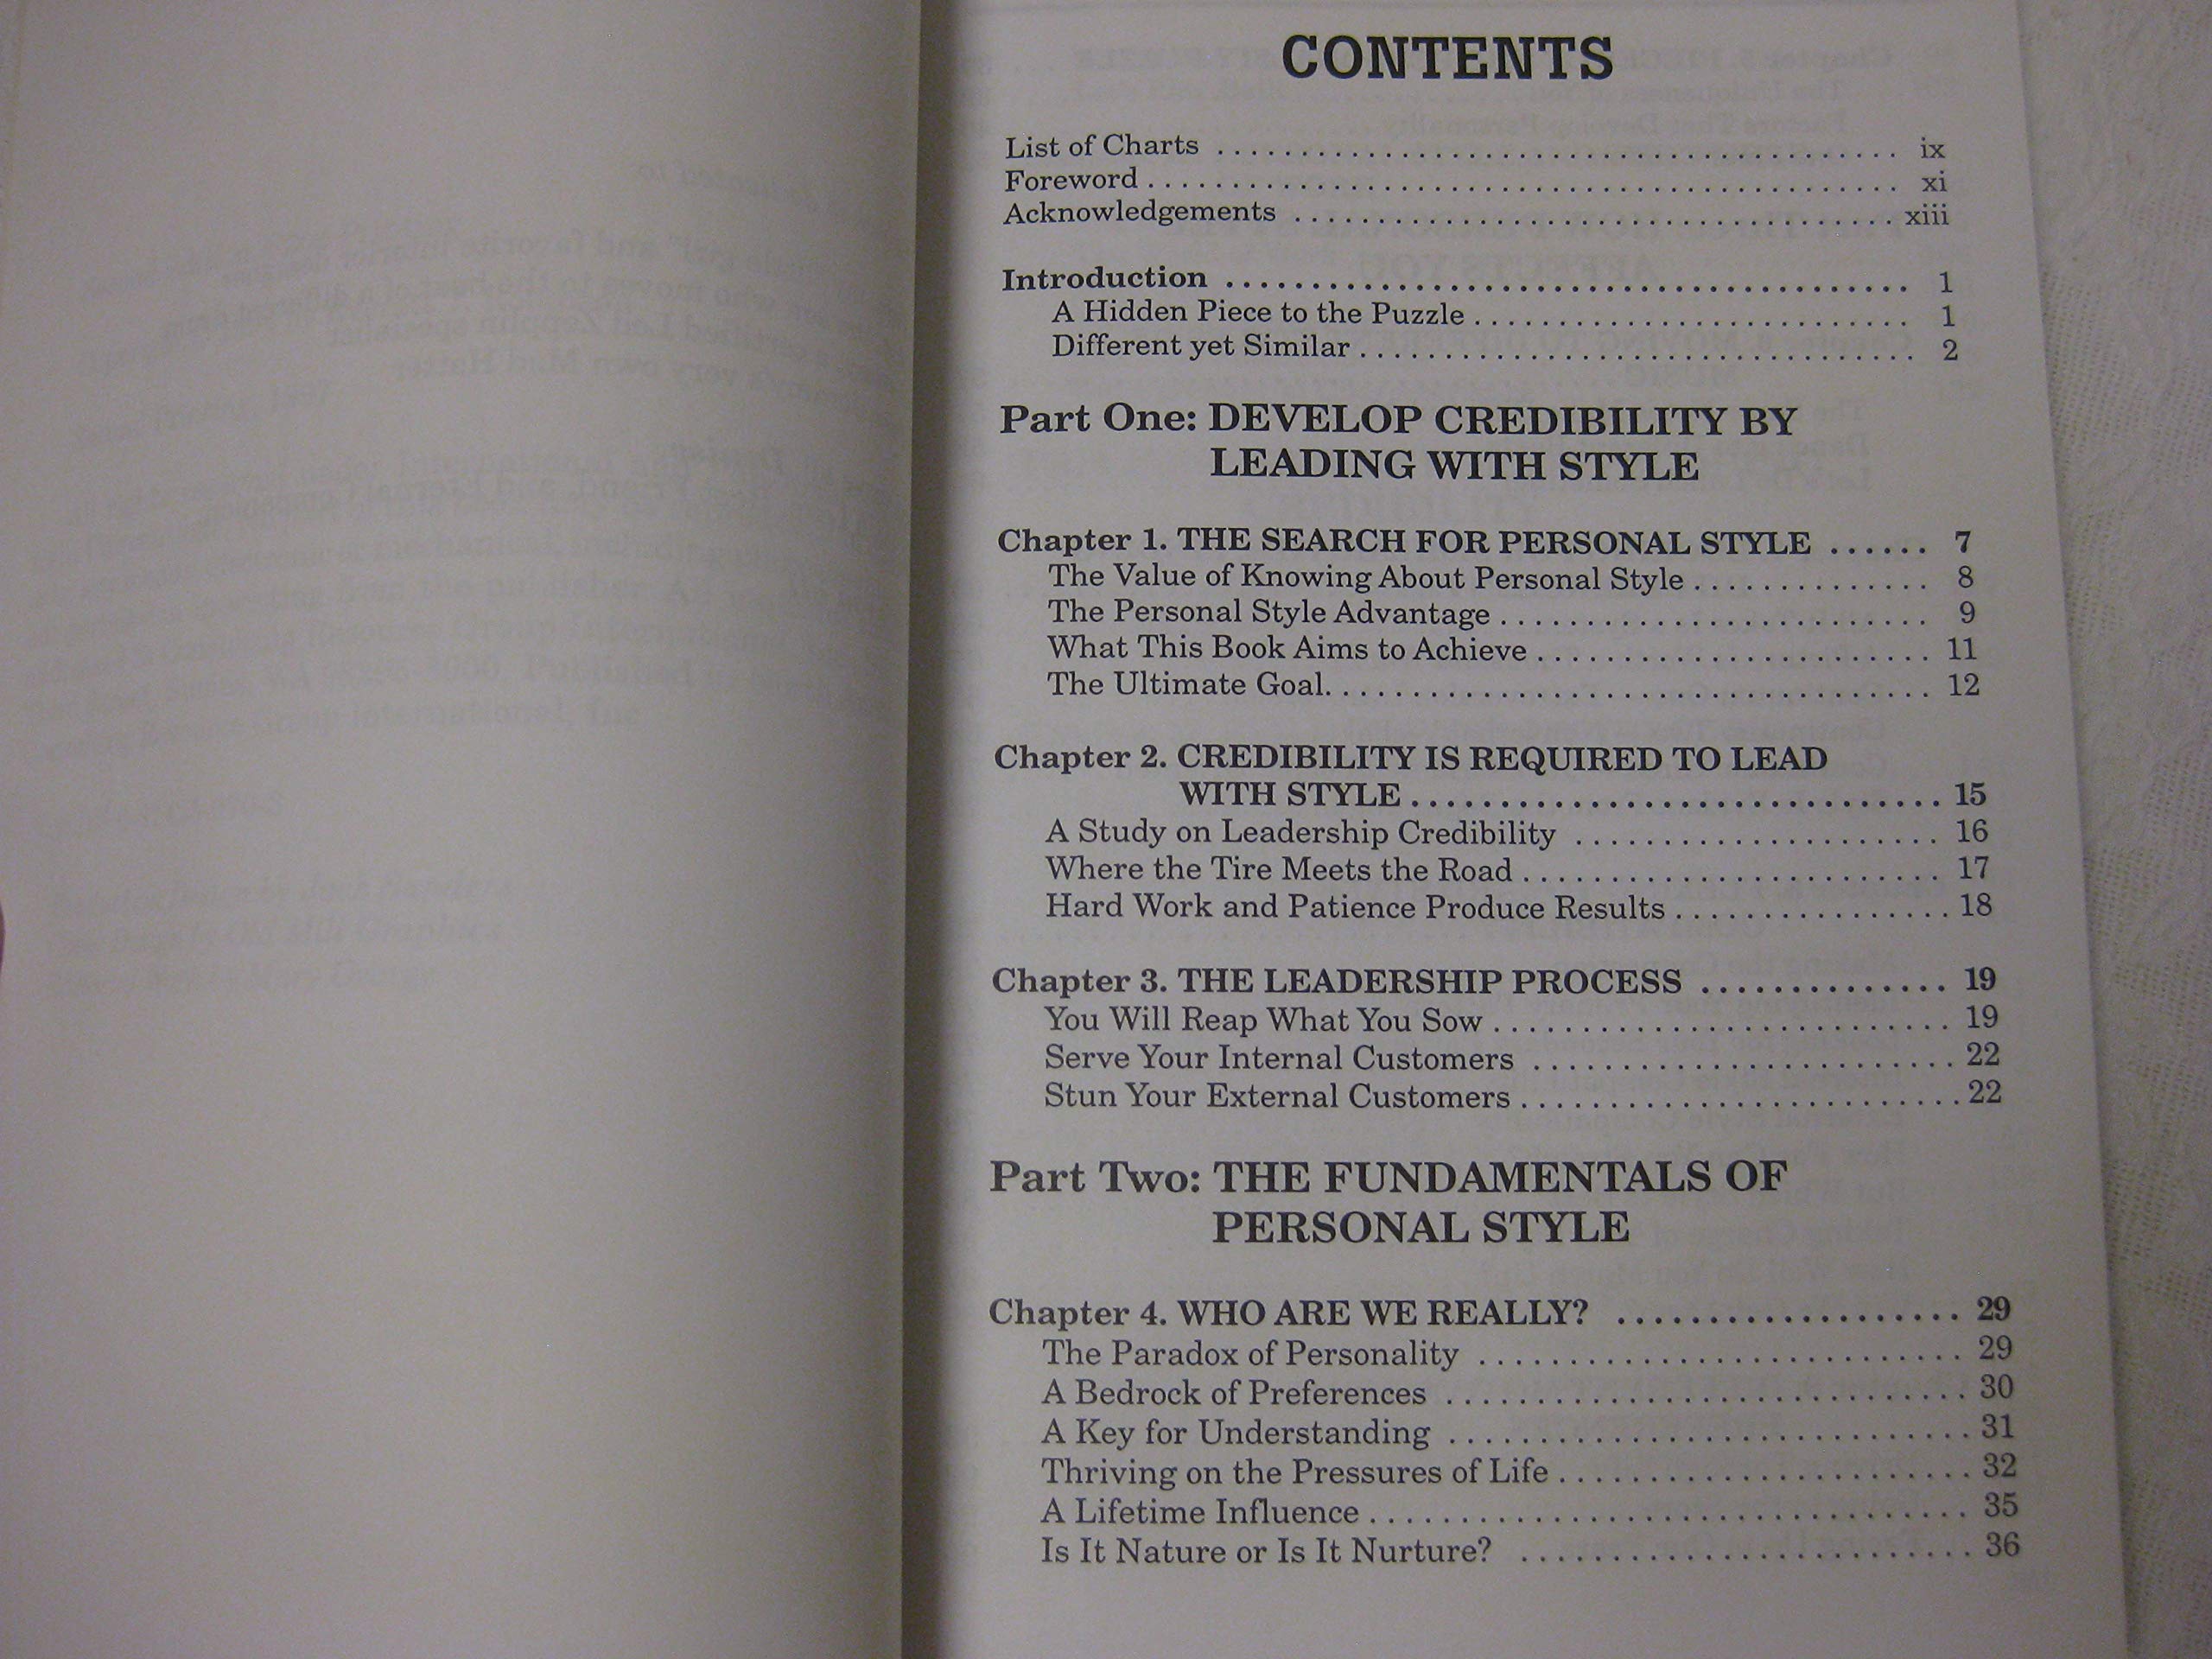 CONTENTS
List of Charts ix
Foreword xi
Acknowledgements xiii
Introduction 1
A Hidden Piece to the Puzzle 1
Different yet Similar 2
Part One: DEVELOP CREDIBILITY BY
LEADING WITH STYLE
Chapter 1. THE SEARCH FOR PERSONAL STYLE 7
The Value of Knowing About Personal Style 8
The Personal Style Advantage 9
What This Book Aims to Achieve 11
The Ultimate Goal. 12
Chapter 2. CREDIBILITY IS REQUIRED TO LEAD
WITH STYLE 15
A Study on Leadership Credibility 16
Where the Tire Meets the Road 17
Hard Work and Patience Produce Results 18
Chapter 3. THE LEADERSHIP PROCESS 19
You Will Reap What You Sow 19
Serve Your Internal Customers 22
Stun Your External Customers 22
Part Two: THE FUNDAMENTALS OF
PERSONAL STYLE
Chapter 4. WHO ARE WE REALLY? 29
The Paradox of Personality 29
A Bedrock of Preferences 30
A Key for Understanding 31
Thriving on the Pressures of Life 32
A Lifetime Influence 35
Is It Nature or Is It Nurture? 36